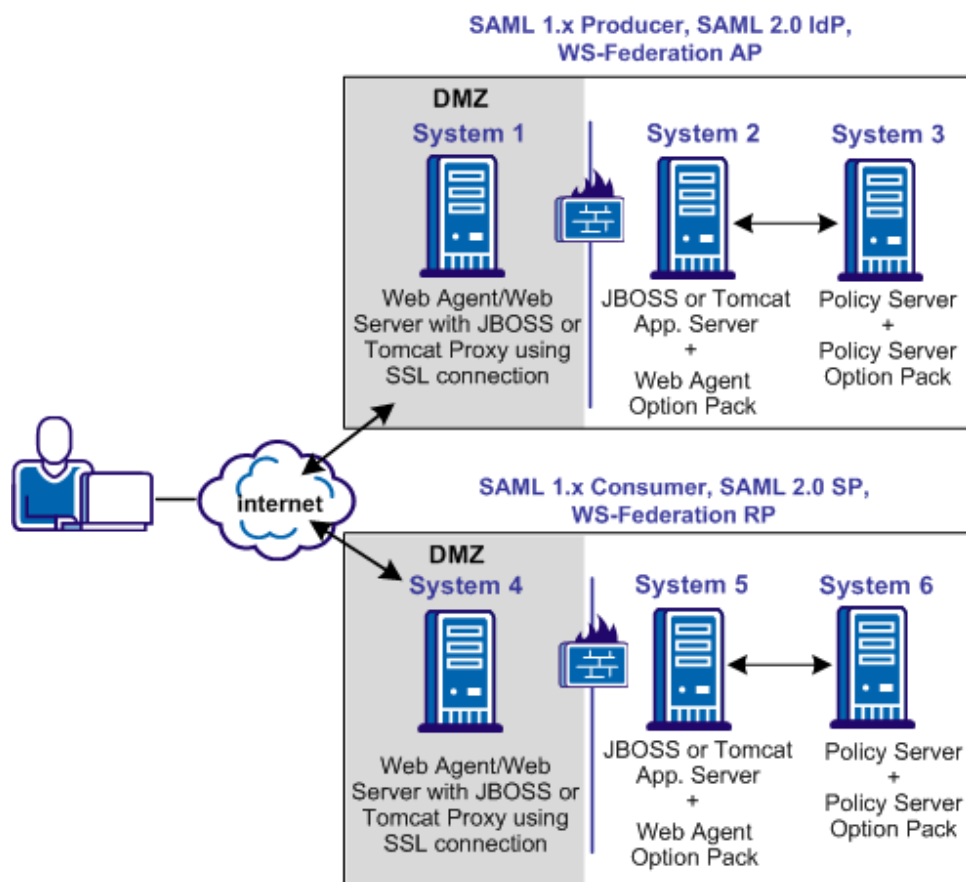 SAML 1.x Producer, SAML 2.0 IdP,
WS-Federation AP
DMZ
System 1
System 2
System 3
Web Agent/Web
Server with JBOSS or
Tomcat Proxy using
SSL connection
JBOSS or Tomcat
App. Server
+
Web Agent
Option Pack
Policy Server
+
Policy Server
Option Pack
internet
SAML 1.x Consumer, SAML 2.0 SP,
WS-Federation RP
DMZ
System 4
System 5
System 6
Web Agent/Web
Server with JBOSS or
Tomcat Proxy using
SSL connection
JBOSS or Tomcat
App. Server
+
Web Agent
Option Pack
Policy Server
+
Policy Server
Option Pack